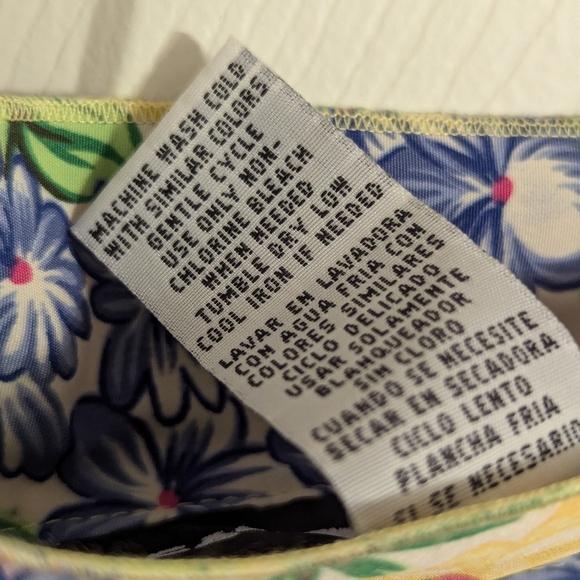 MACHINE WASH COLD
WITH SIMILAR COLORS
GENTLE CYCLE
USE ONLY NON-
CHLORINE BLEACH
WHEN NEEDED
TUMBLE DRY LOW
COOL IRON IF NEEDED
LAVAR EN LAVADORA
CON AGUA FRIA CON
COLORES SIMILARES
CICLO DELICADO
USAR SOLAMENTE
BLANQUEADOR
SIN CLORO
CUANDO SE NECESITE
SECAR EN SECADORA
CICLO LENTO
PLANCHA FRIA
SI SE NECESARIO